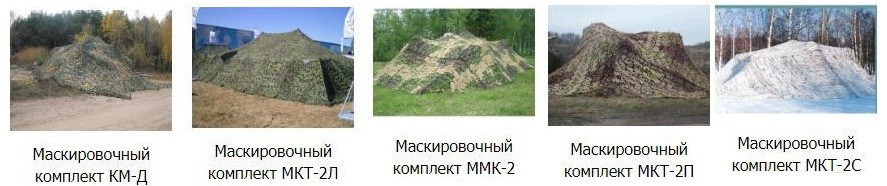 Маскировочный
комплект КМ-Д
Маскировочный
комплект МКТ-2Л
Маскировочный
комплект ММК-2
Маскировочный
комплект МКТ-2П
Маскировочный
комплект МКТ-2С